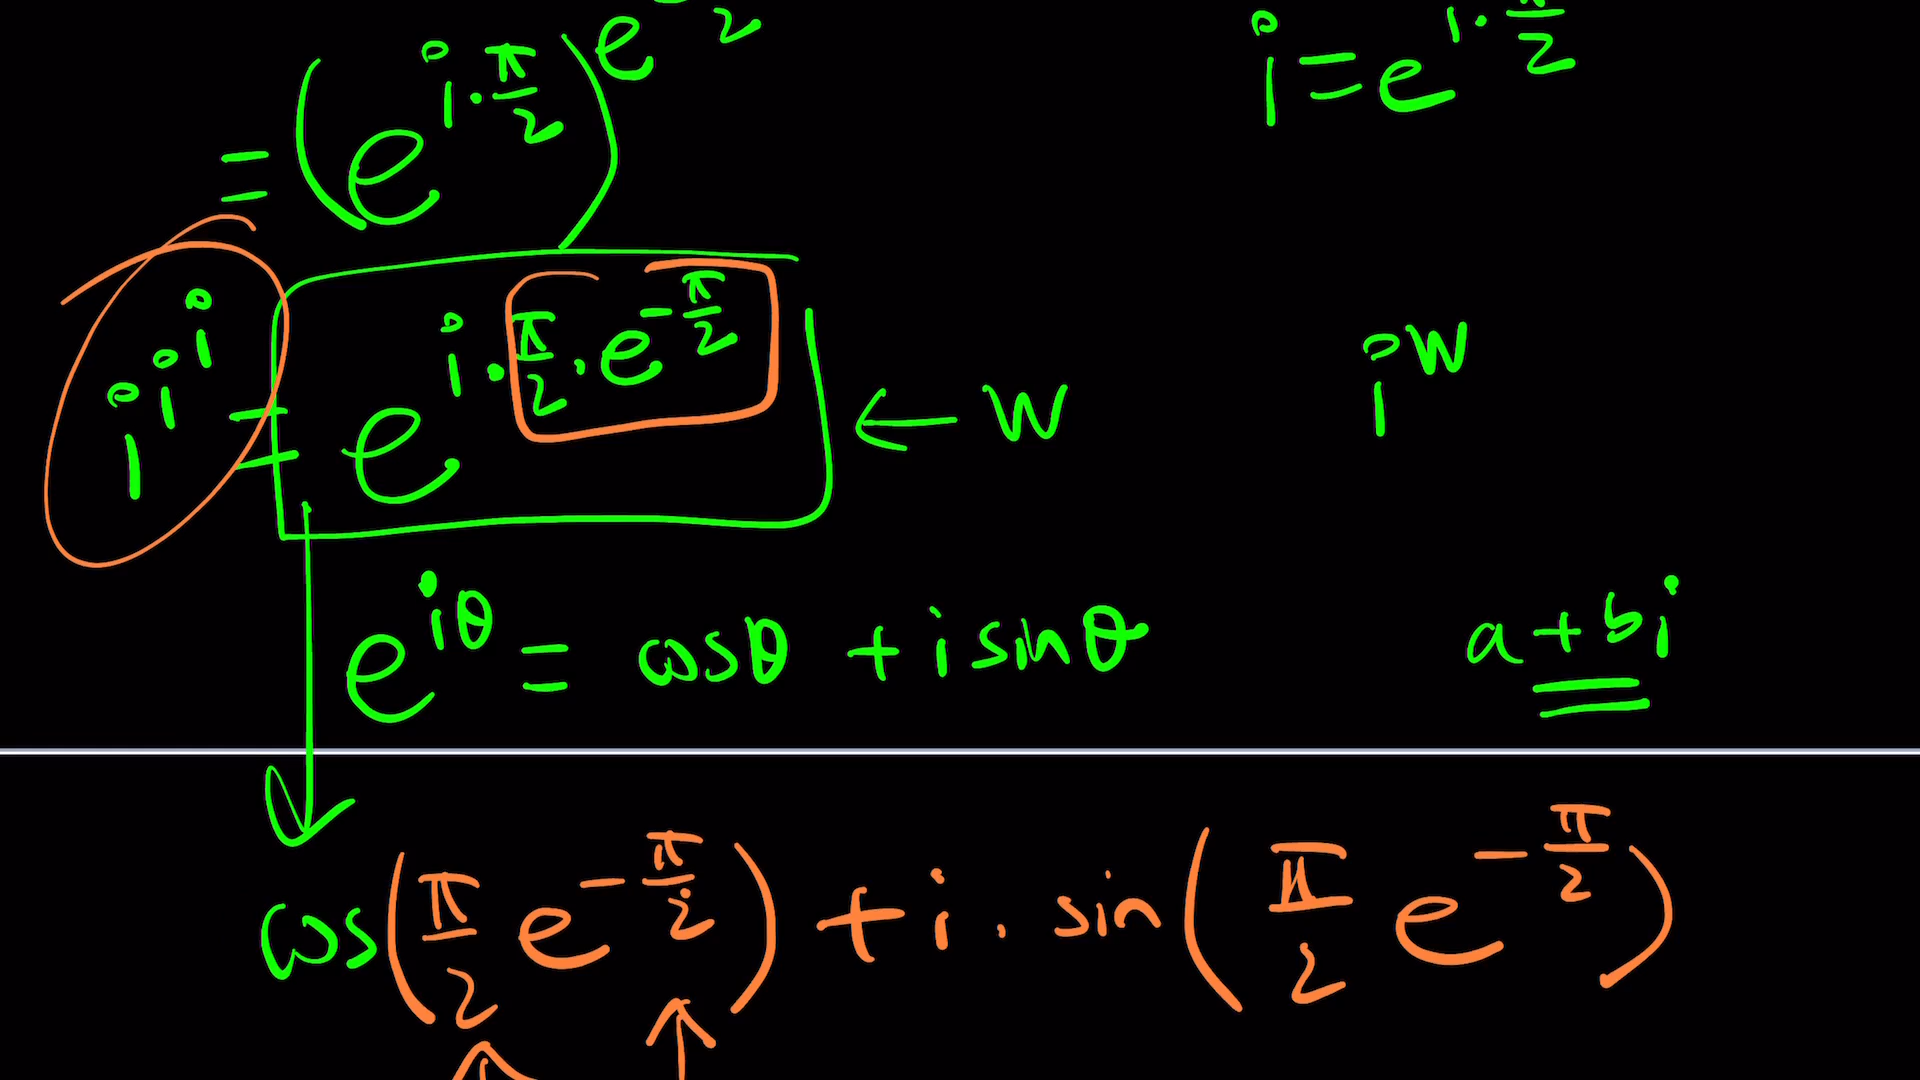 = (e^{i·π/2})^{e^{-π/2}}
i = e^{i·π/2}
i^{i^i} = e^{i·π/2·e^{-π/2}} ← W
i^W
e^{iθ} = cosθ + i sinθ
a + bi
cos(π/2 e^{-π/2}) + i · sin(π/2 e^{-π/2})